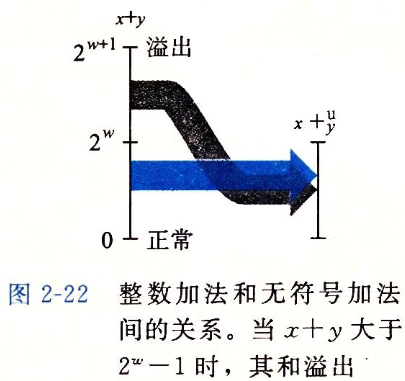 x+y
2^{w+1} 溢出
2^w
x +^u y
0 正常
图 2-22 整数加法和无符号加法
间的关系。当 x+y 大于
2^w-1 时，其和溢出